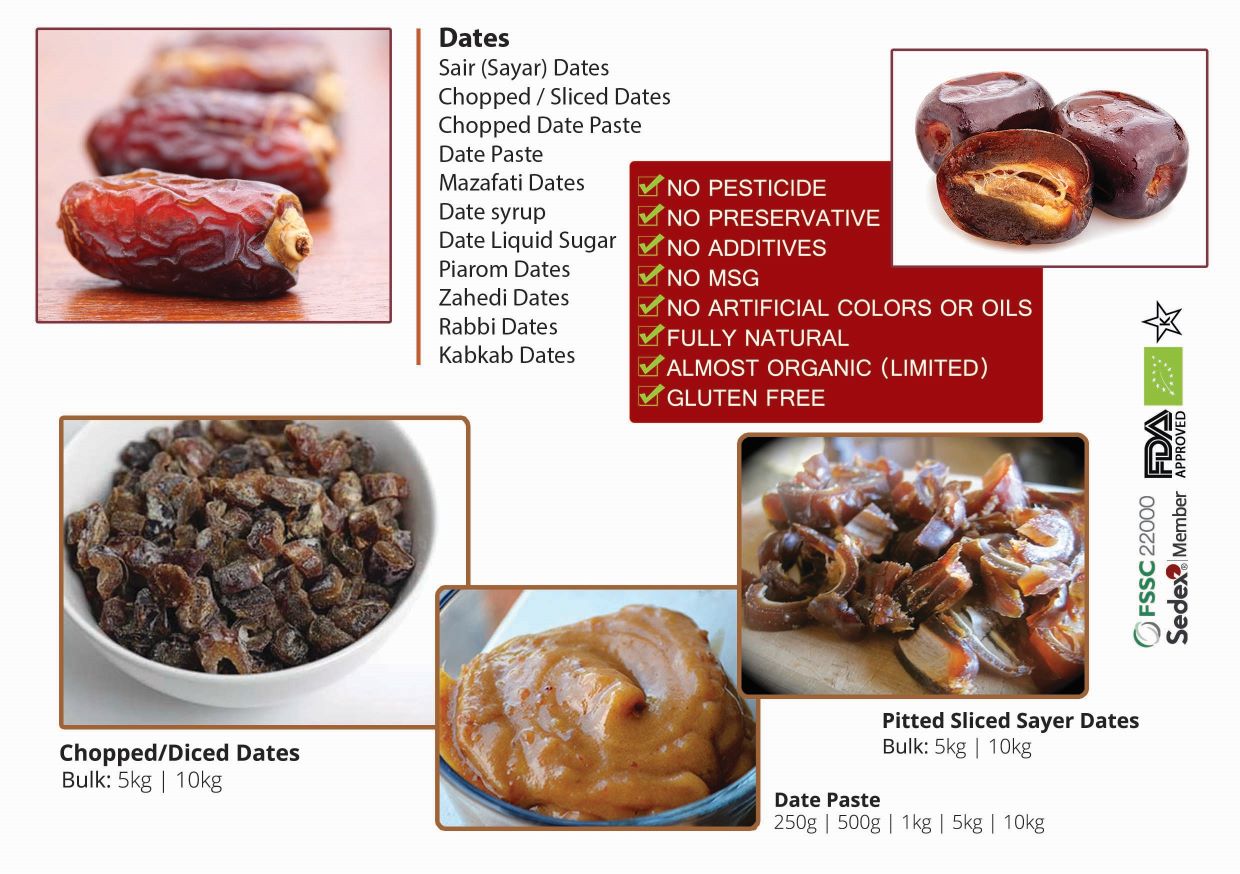 Dates
Sair (Sayar) Dates
Chopped / Sliced Dates
Chopped Date Paste
Date Paste
Mazafati Dates
Date syrup
Date Liquid Sugar
Piarom Dates
Zahedi Dates
Rabbi Dates
Kabkab Dates
NO PESTICIDE
NO PRESERVATIVE
NO ADDITIVES
NO MSG
NO ARTIFICIAL COLORS OR OILS
FULLY NATURAL
ALMOST ORGANIC (LIMITED)
GLUTEN FREE
K
FDA
APPROVED
FSSC 22000
Sedex® | Member
Chopped/Diced Dates
Bulk: 5kg | 10kg
Pitted Sliced Sayer Dates
Bulk: 5kg | 10kg
Date Paste
250g | 500g | 1kg | 5kg | 10kg